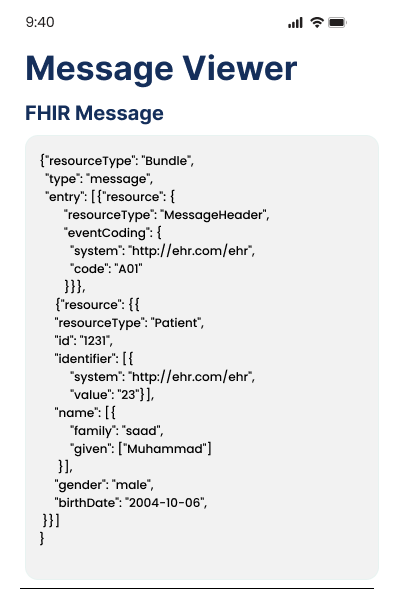 9:40
Message Viewer
FHIR Message
{"resourceType": "Bundle",
"type": "message",
"entry": [{"resource": {
"resourceType": "MessageHeader",
"eventCoding": {
"system": "http://ehr.com/ehr",
"code": "A01"
}}},
{"resource": {{
"resourceType": "Patient",
"id": "1231",
"identifier": [{
"system": "http://ehr.com/ehr",
"value": "23"}],
"name": [{
"family": "saad",
"given": ["Muhammad"]
}],
"gender": "male",
"birthDate": "2004-10-06",
}}]
}